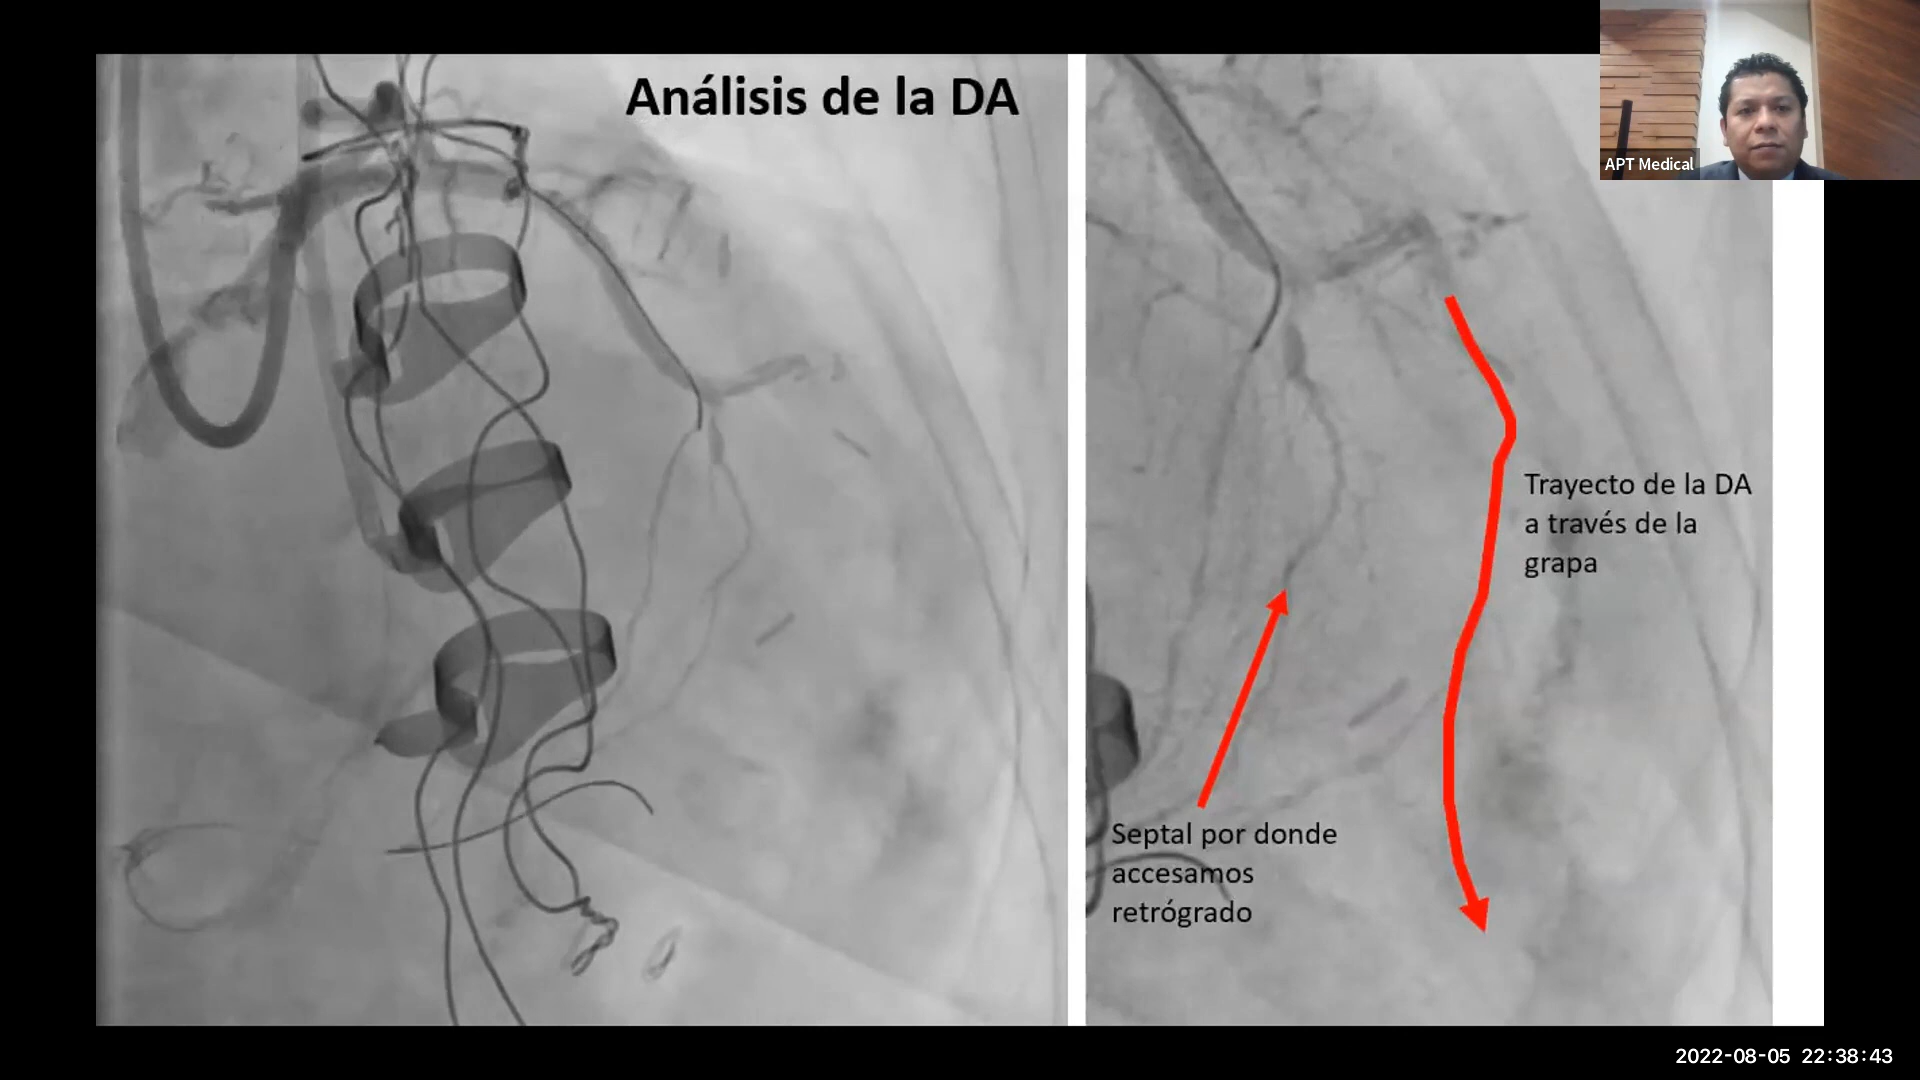 Análisis de la DA
APT Medical
Trayecto de la DA
a través de la
grapa
Septal por donde
accesamos
retrógrado
2022-08-05 22:38:43